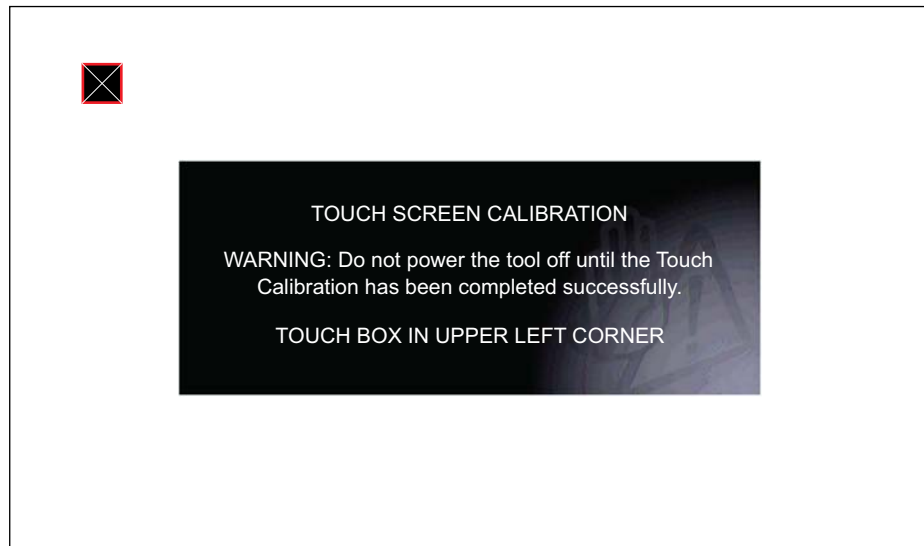 TOUCH SCREEN CALIBRATION
WARNING: Do not power the tool off until the Touch
Calibration has been completed successfully.
TOUCH BOX IN UPPER LEFT CORNER